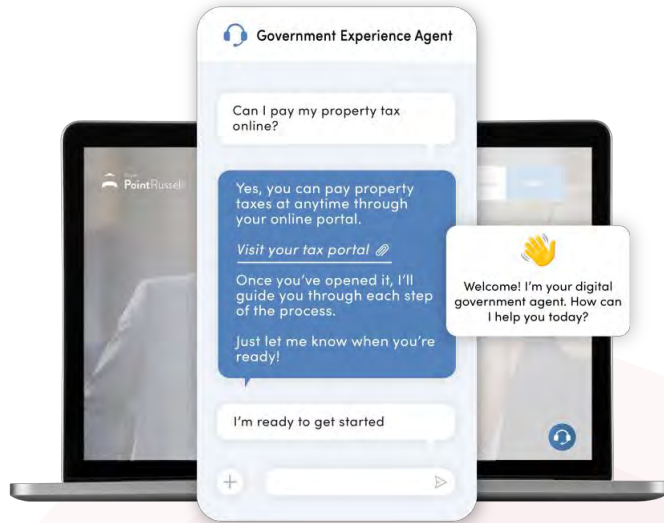 Government Experience Agent
Can I pay my property tax
online?
PointRussell
Yes, you can pay property
taxes at anytime through
your online portal.
Visit your tax portal
Once you've opened it, I'll
guide you through each step
of the process.
Just let me know when you're
ready!
Welcome! I'm your digital
government agent. How can
I help you today?
I'm ready to get started